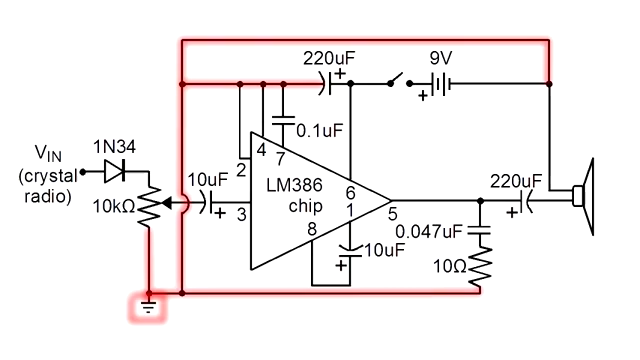 220uF
+
9V
+
0.1uF
1N34
V_IN
(crystal
radio)
10kΩ
10uF
+
2
4
7
3
LM386
chip
6
1
5
8
10uF
+
220uF
+
0.047uF
10Ω